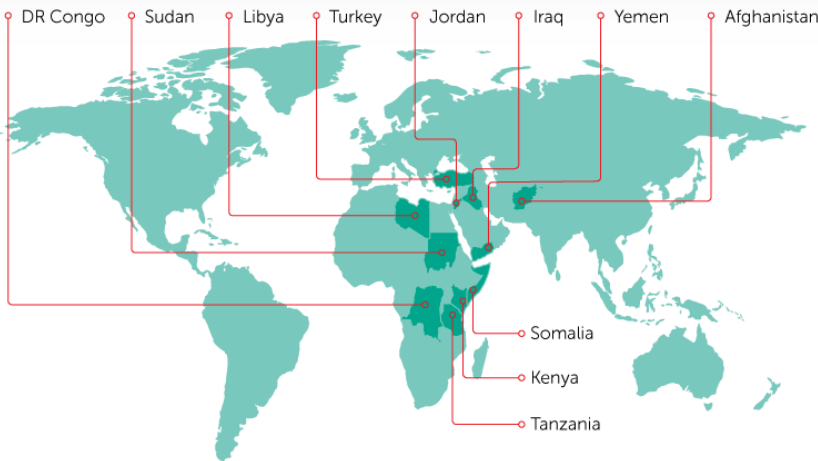 DR Congo
Sudan
Libya
Turkey
Jordan
Iraq
Yemen
Afghanistan
Somalia
Kenya
Tanzania